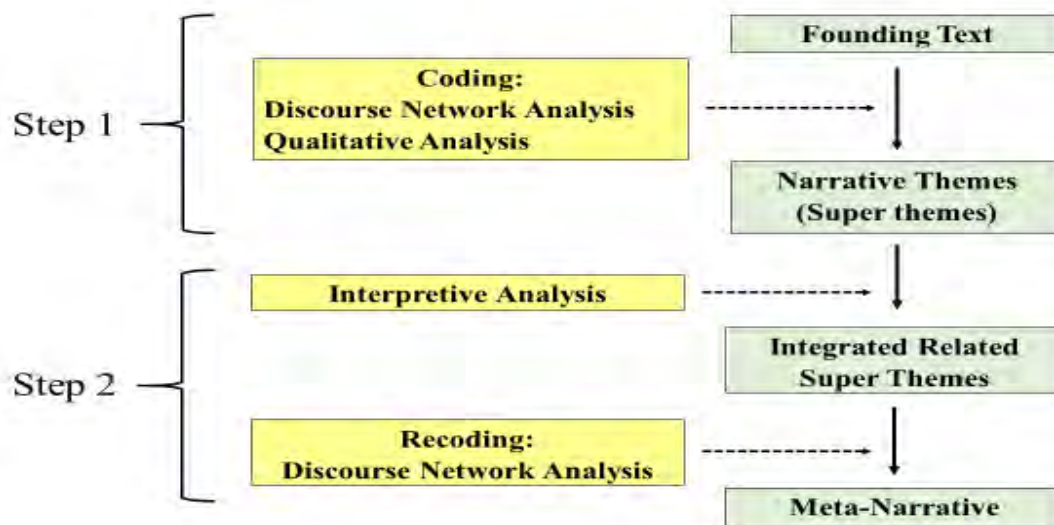 Founding Text
Step 1
Coding:
Discourse Network Analysis
Qualitative Analysis
Narrative Themes
(Super themes)
Step 2
Interpretive Analysis
Integrated Related
Super Themes
Recoding:
Discourse Network Analysis
Meta-Narrative